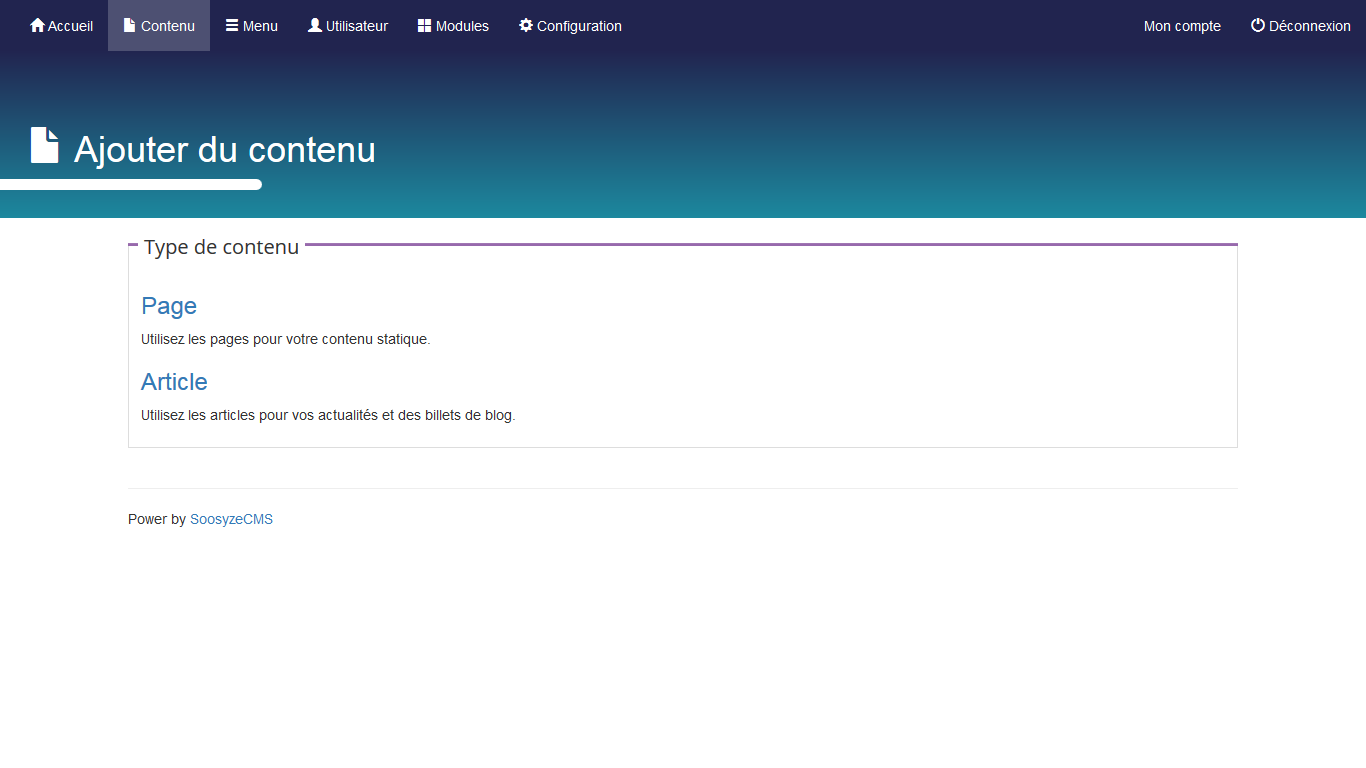 Accueil Contenu Menu Utilisateur Modules Configuration Mon compte Déconnexion
Ajouter du contenu
Type de contenu
Page
Utilisez les pages pour votre contenu statique.
Article
Utilisez les articles pour vos actualités et des billets de blog.
Power by SoosyzeCMS